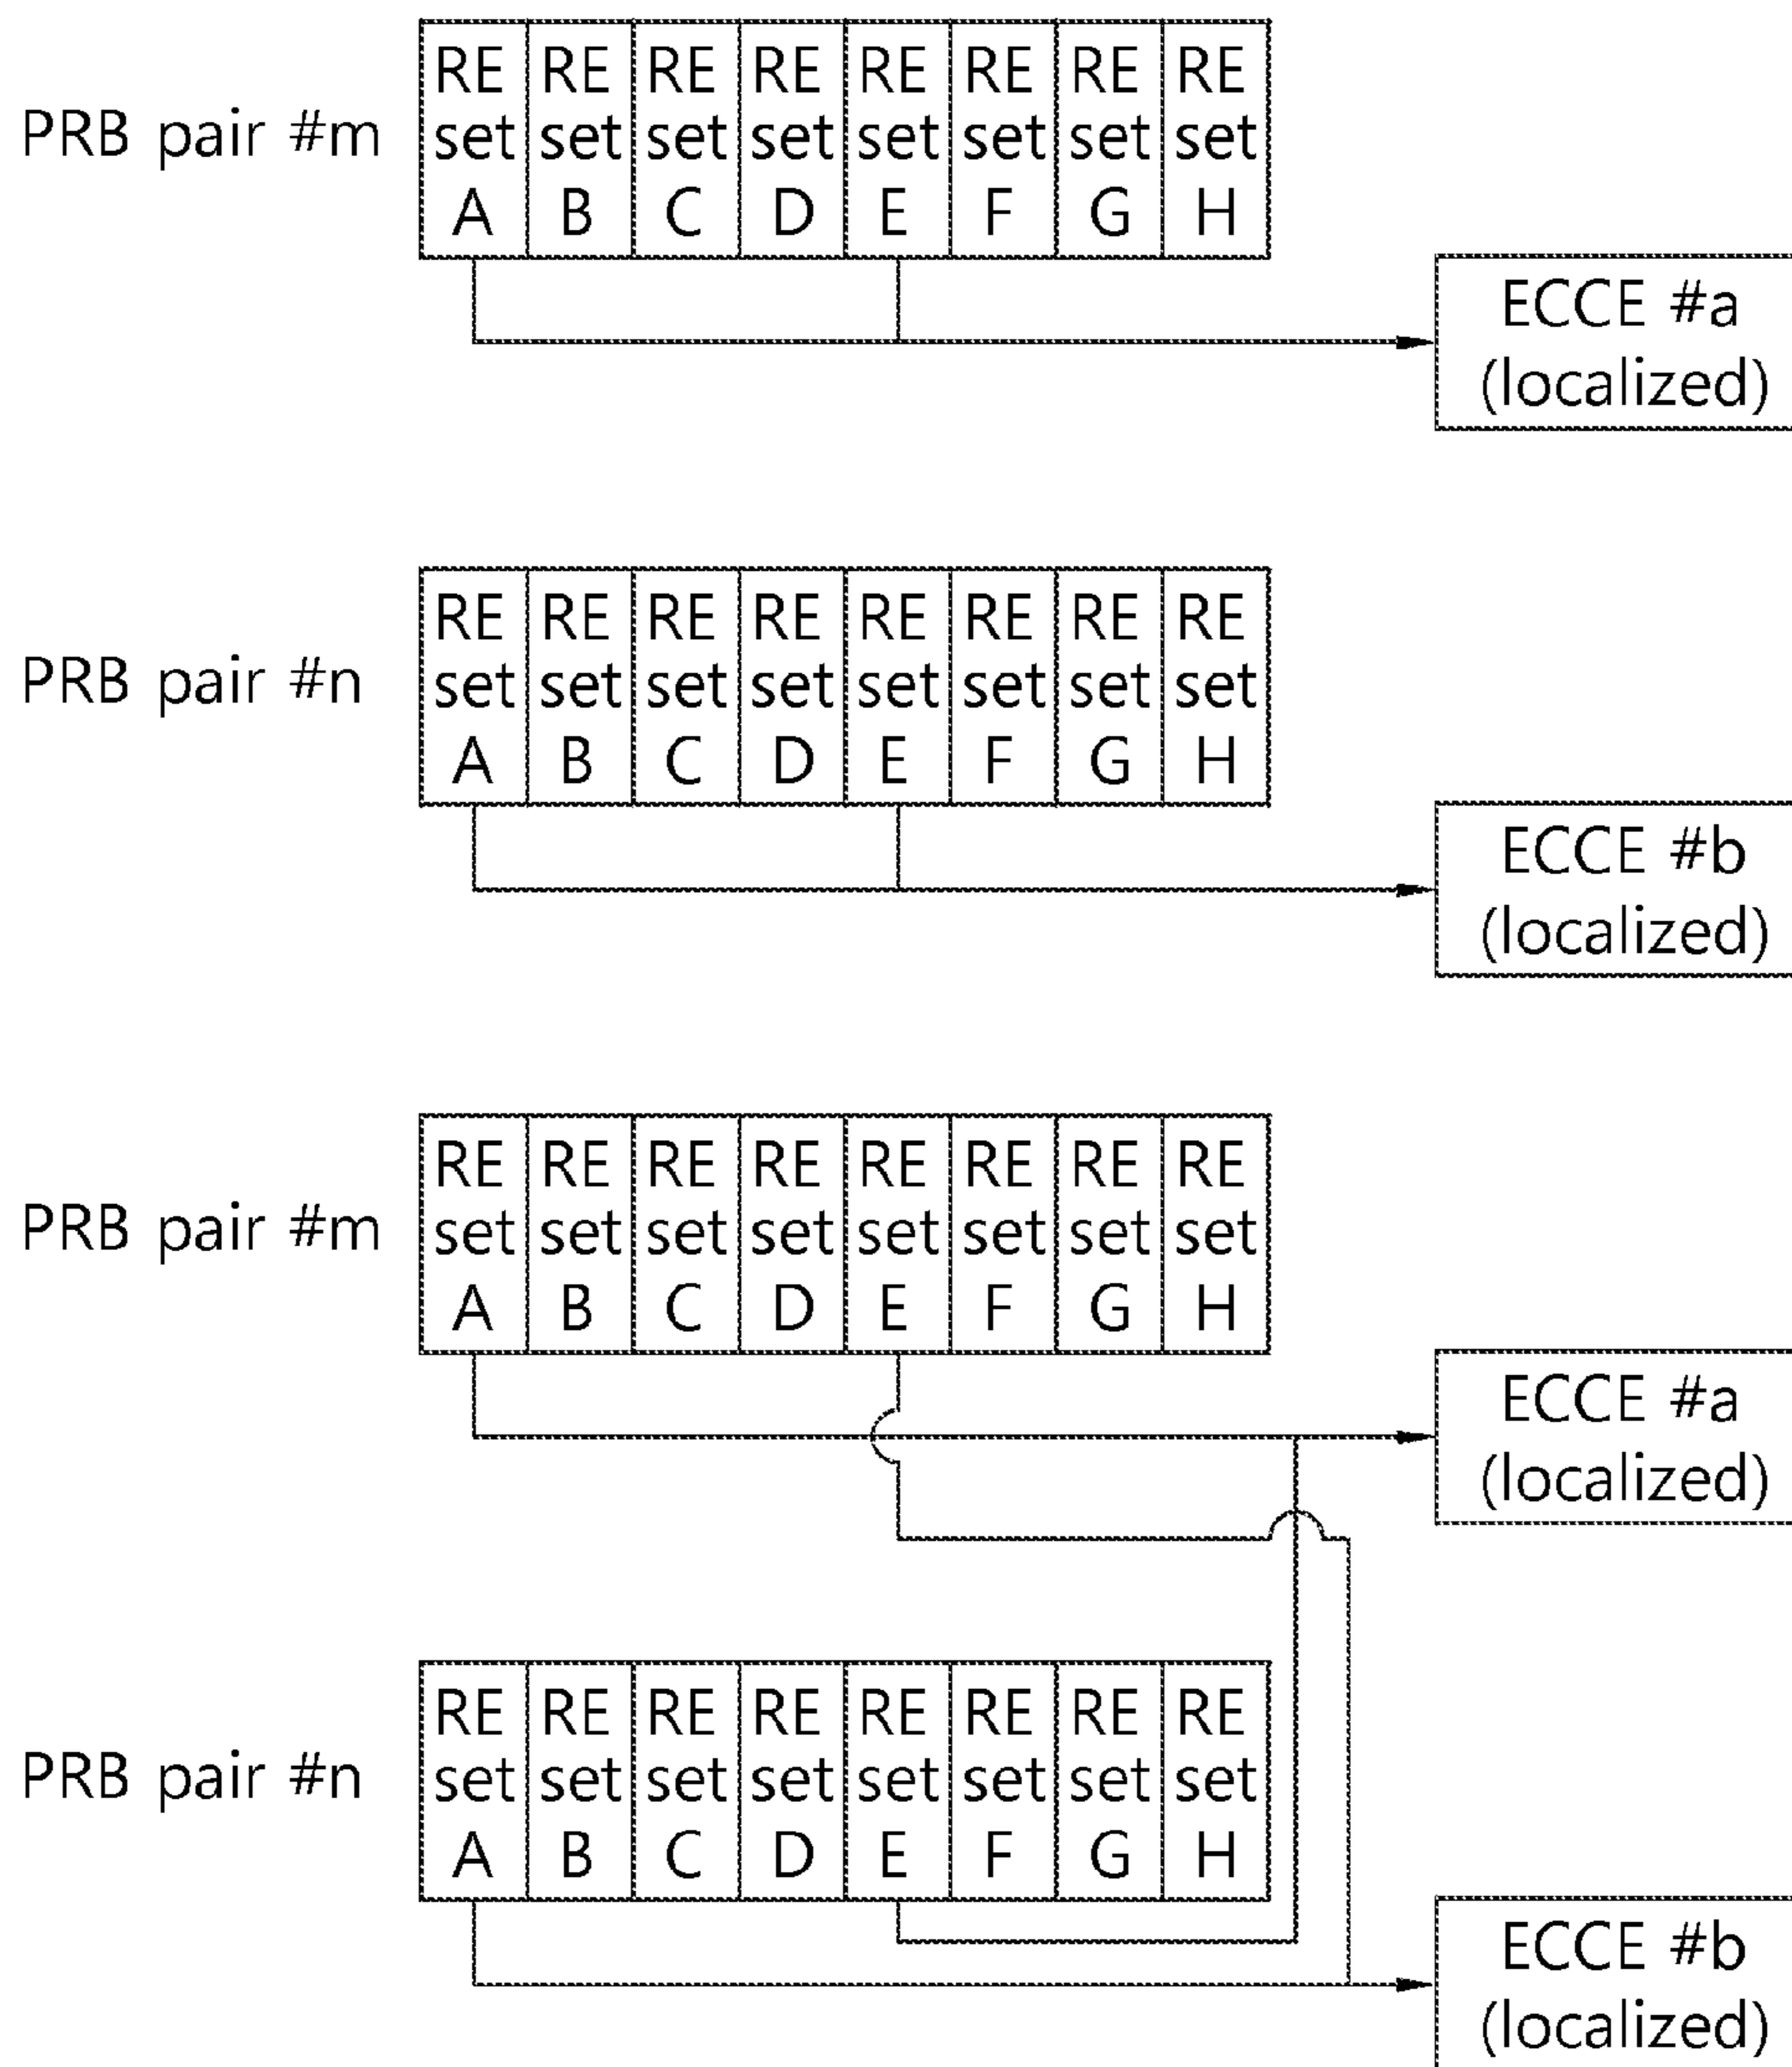 RE RE RE RE RE RE RE RE
PRB pair #m set set set set set set set set
A B C D E F G H
ECCE #a
(localized)
RE RE RE RE RE RE RE RE
PRB pair #n set set set set set set set set
A B C D E F G H
ECCE #b
(localized)
RE RE RE RE RE RE RE RE
PRB pair #m set set set set set set set set
A B C D E F G H
ECCE #a
(localized)
RE RE RE RE RE RE RE RE
PRB pair #n set set set set set set set set
A B C D E F G H
ECCE #b
(localized)